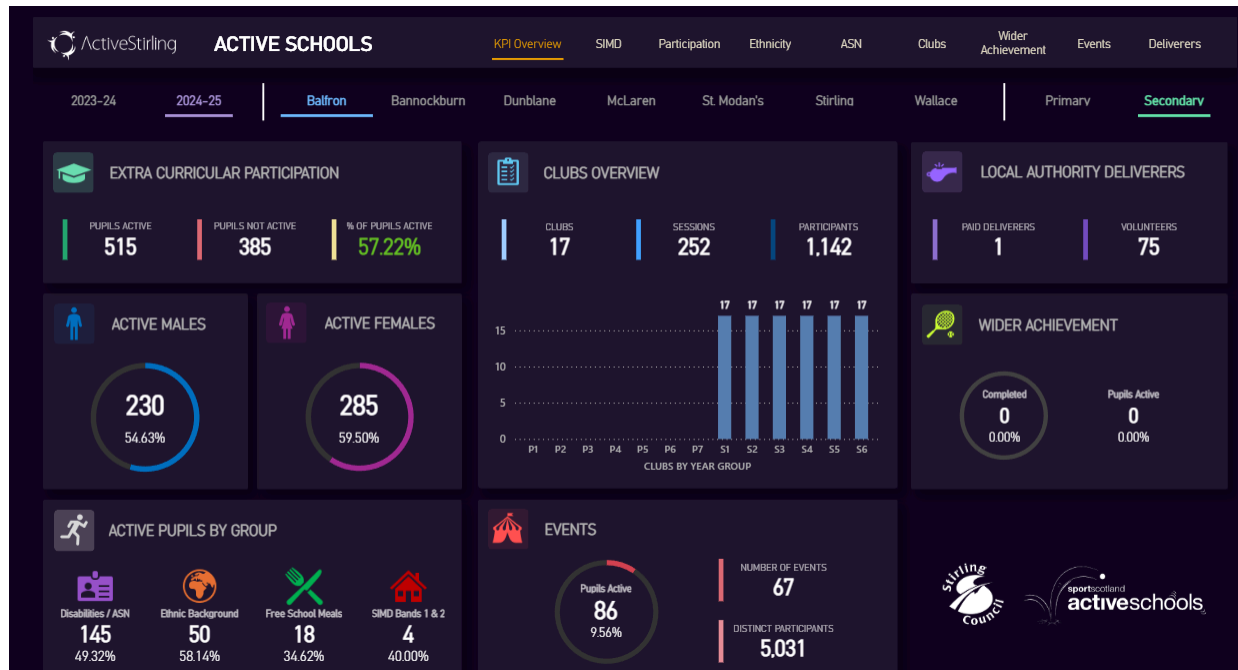 ActiveStirling ACTIVE SCHOOLS KPI Overview SIMD Participation Ethnicity ASN Clubs Wider Achievement Events Deliverers
2023-24 2024-25 Balfron Bannockburn Dunblane McLaren St. Modan's Stirling Wallace Primary Secondary
EXTRA CURRICULAR PARTICIPATION
PUPILS ACTIVE PUPILS NOT ACTIVE % OF PUPILS ACTIVE
515 385 57.22%
CLUBS OVERVIEW
CLUBS SESSIONS PARTICIPANTS
17 252 1,142
LOCAL AUTHORITY DELIVERERS
PAID DELIVERERS VOLUNTEERS
1 75
ACTIVE MALES
230
54.63%
ACTIVE FEMALES
285
59.50%
17 17 17 17 17 17
15
10
5
0
P1 P2 P3 P4 P5 P6 P7 S1 S2 S3 S4 S5 S6
CLUBS BY YEAR GROUP
WIDER ACHIEVEMENT
Completed Pupils Active
0 0
0.00% 0.00%
ACTIVE PUPILS BY GROUP
Disabilities / ASN Ethnic Background Free School Meals SIMD Bands 1 & 2
145 50 18 4
49.32% 58.14% 34.62% 40.00%
EVENTS
Pupils Active
86
9.56%
NUMBER OF EVENTS
67
DISTINCT PARTICIPANTS
5,031
Stirling
Council
sportscotland
activeschools